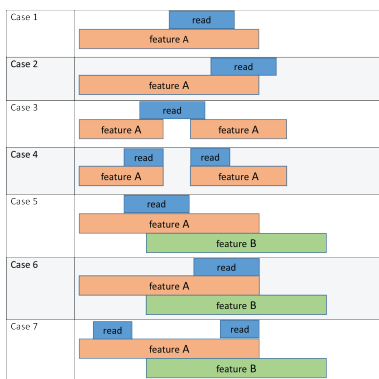 Case 1
read
feature A
Case 2
read
feature A
Case 3
read
feature A feature A
Case 4
read read
feature A feature A
Case 5
read
feature A
feature B
Case 6
read
feature A
feature B
Case 7
read read
feature A
feature B